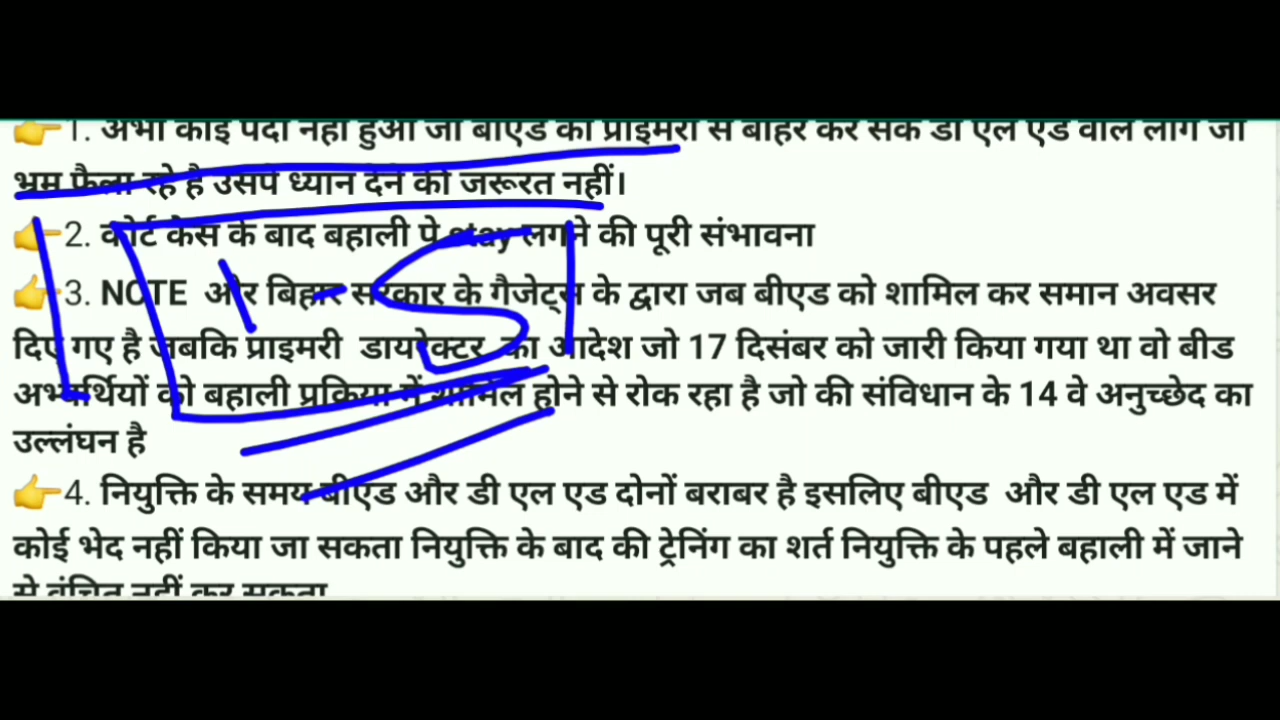 👉1. अभी कोई पैदा नहीं हुआ जो बीएड को प्राइमरी से बाहर कर सके डी एल एड वाले लोग जो
भ्रम फैला रहे है उसपे ध्यान देने की जरूरत नहीं।
👉2. कोर्ट केस के बाद बहाली पे stay लगने की पूरी संभावना
👉3. NOTE और बिहार सरकार के गैजेट्स के द्वारा जब बीएड को शामिल कर समान अवसर
दिए गए है जबकि प्राइमरी डायरेक्टर का आदेश जो 17 दिसंबर को जारी किया गया था वो बीड
अभ्यर्थियों को बहाली प्रकिया में शामिल होने से रोक रहा है जो की संविधान के 14 वे अनुच्छेद का
उल्लंघन है
👉4. नियुक्ति के समय बीएड और डी एल एड दोनों बराबर है इसलिए बीएड और डी एल एड में
कोई भेद नहीं किया जा सकता नियुक्ति के बाद की ट्रेनिंग का शर्त नियुक्ति के पहले बहाली में जाने
से वंचित नहीं कर सकता